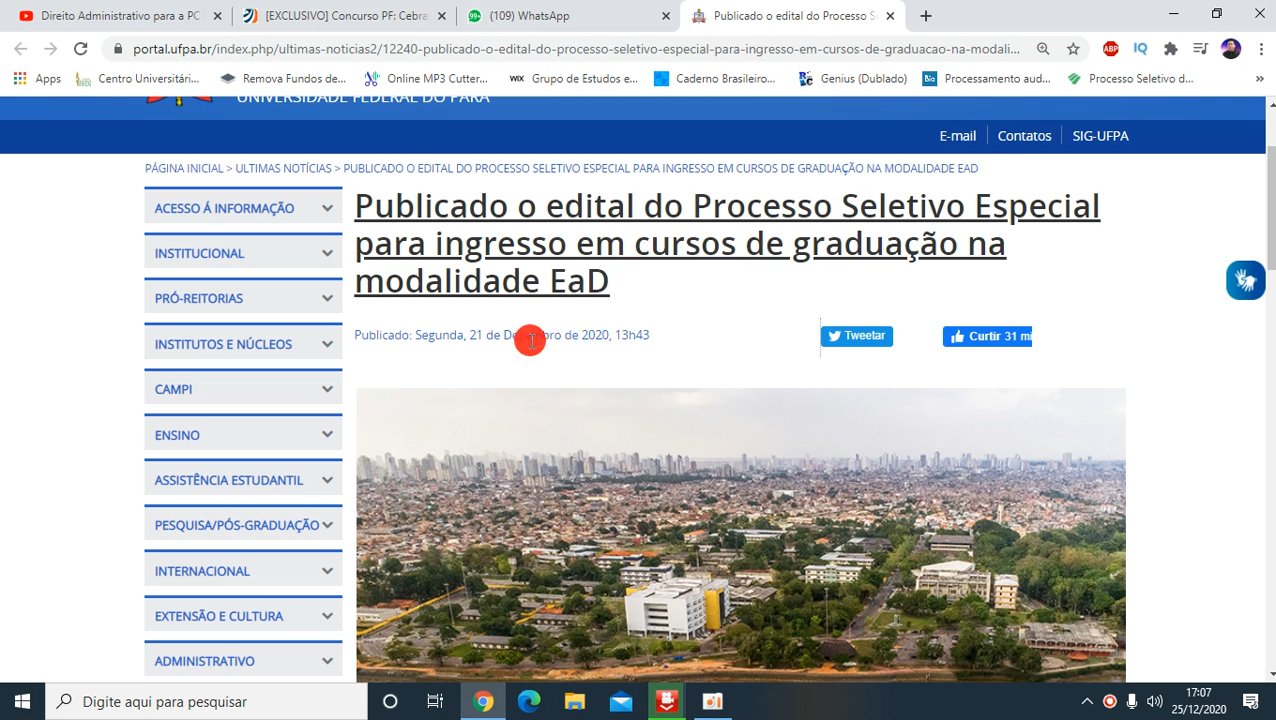 Direito Administrativo para a PC
[EXCLUSIVO] Concurso PF: Cebra
99+ (109) WhatsApp
Publicado o edital do Processo Se
portal.ufpa.br/index.php/ultimas-noticias2/12240-publicado-o-edital-do-processo-seletivo-especial-para-ingresso-em-cursos-de-graduacao-na-modali...
ABP IQ
Apps Centro Universitári... Remova Fundos de... Online MP3 Cutter... WIX Grupo de Estudos e... Caderno Brasileiro... Genius (Dublado) Bio Processamento aud... Processo Seletivo d... »
UNIVERSIDADE FEDERAL DO PARÁ
E-mail Contatos SIG-UFPA
PÁGINA INICIAL > ULTIMAS NOTÍCIAS > PUBLICADO O EDITAL DO PROCESSO SELETIVO ESPECIAL PARA INGRESSO EM CURSOS DE GRADUAÇÃO NA MODALIDADE EAD
ACESSO Á INFORMAÇÃO
INSTITUCIONAL
PRÓ-REITORIAS
INSTITUTOS E NÚCLEOS
CAMPI
ENSINO
ASSISTÊNCIA ESTUDANTIL
PESQUISA/PÓS-GRADUAÇÃO
INTERNACIONAL
EXTENSÃO E CULTURA
ADMINISTRATIVO
Publicado o edital do Processo Seletivo Especial
para ingresso em cursos de graduação na
modalidade EaD
Publicado: Segunda, 21 de Dezembro de 2020, 13h43
Tweetar
Curtir 31 mi
Digite aqui para pesquisar
17:07
25/12/2020